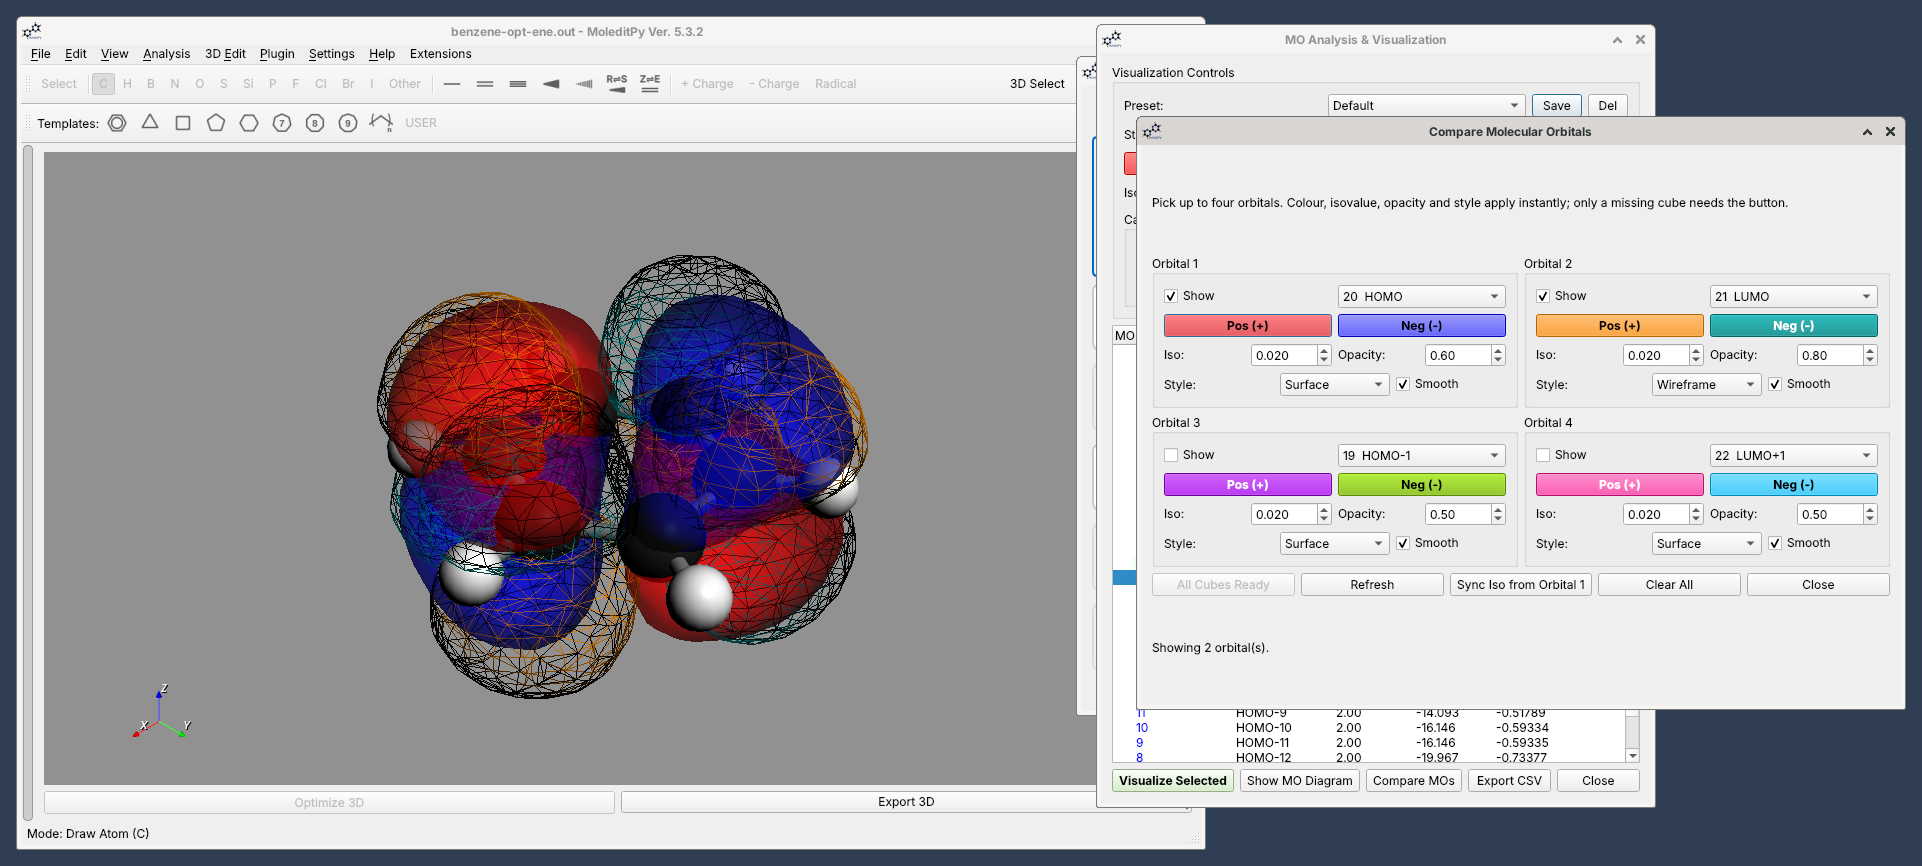 benzene-opt-ene.out - MoleditPy Ver. 5.3.2
File Edit View Analysis 3D Edit Plugin Settings Help Extensions
Select C H B N O S Si P F Cl Br I Other R⇌S Z⇌E + Charge - Charge Radical 3D Select
Templates: 7 8 9 n USER
Z
X Y
Optimize 3D Export 3D
Mode: Draw Atom (C)
MO Analysis & Visualization
Visualization Controls
Preset: Default Save Del
MO
Compare Molecular Orbitals
Pick up to four orbitals. Colour, isovalue, opacity and style apply instantly; only a missing cube needs the button.
Orbital 1
Show 20 HOMO
Pos (+) Neg (-)
Iso: 0.020 Opacity: 0.60
Style: Surface Smooth
Orbital 2
Show 21 LUMO
Pos (+) Neg (-)
Iso: 0.020 Opacity: 0.80
Style: Wireframe Smooth
Orbital 3
Show 19 HOMO-1
Pos (+) Neg (-)
Iso: 0.020 Opacity: 0.50
Style: Surface Smooth
Orbital 4
Show 22 LUMO+1
Pos (+) Neg (-)
Iso: 0.020 Opacity: 0.50
Style: Surface Smooth
All Cubes Ready Refresh Sync Iso from Orbital 1 Clear All Close
Showing 2 orbital(s).
11 HOMO-9 2.00 -14.093 -0.51789
10 HOMO-10 2.00 -16.146 -0.59334
9 HOMO-11 2.00 -16.146 -0.59335
8 HOMO-12 2.00 -19.967 -0.73377
Visualize Selected Show MO Diagram Compare MOs Export CSV Close